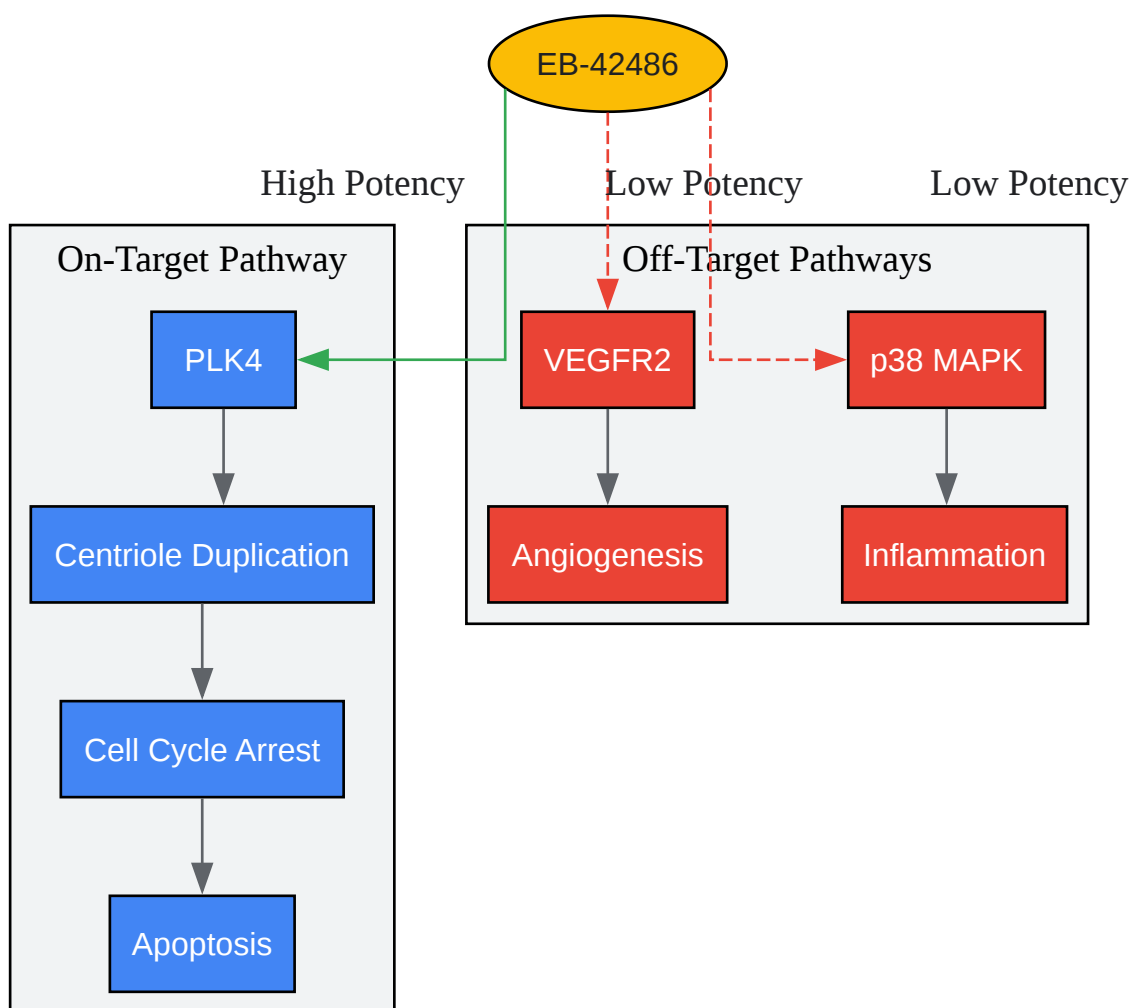 EB-42486
High Potency
Low Potency
Low Potency
On-Target Pathway
Off-Target Pathways
PLK4
VEGFR2
p38 MAPK
Centriole Duplication
Angiogenesis
Inflammation
Cell Cycle Arrest
Apoptosis